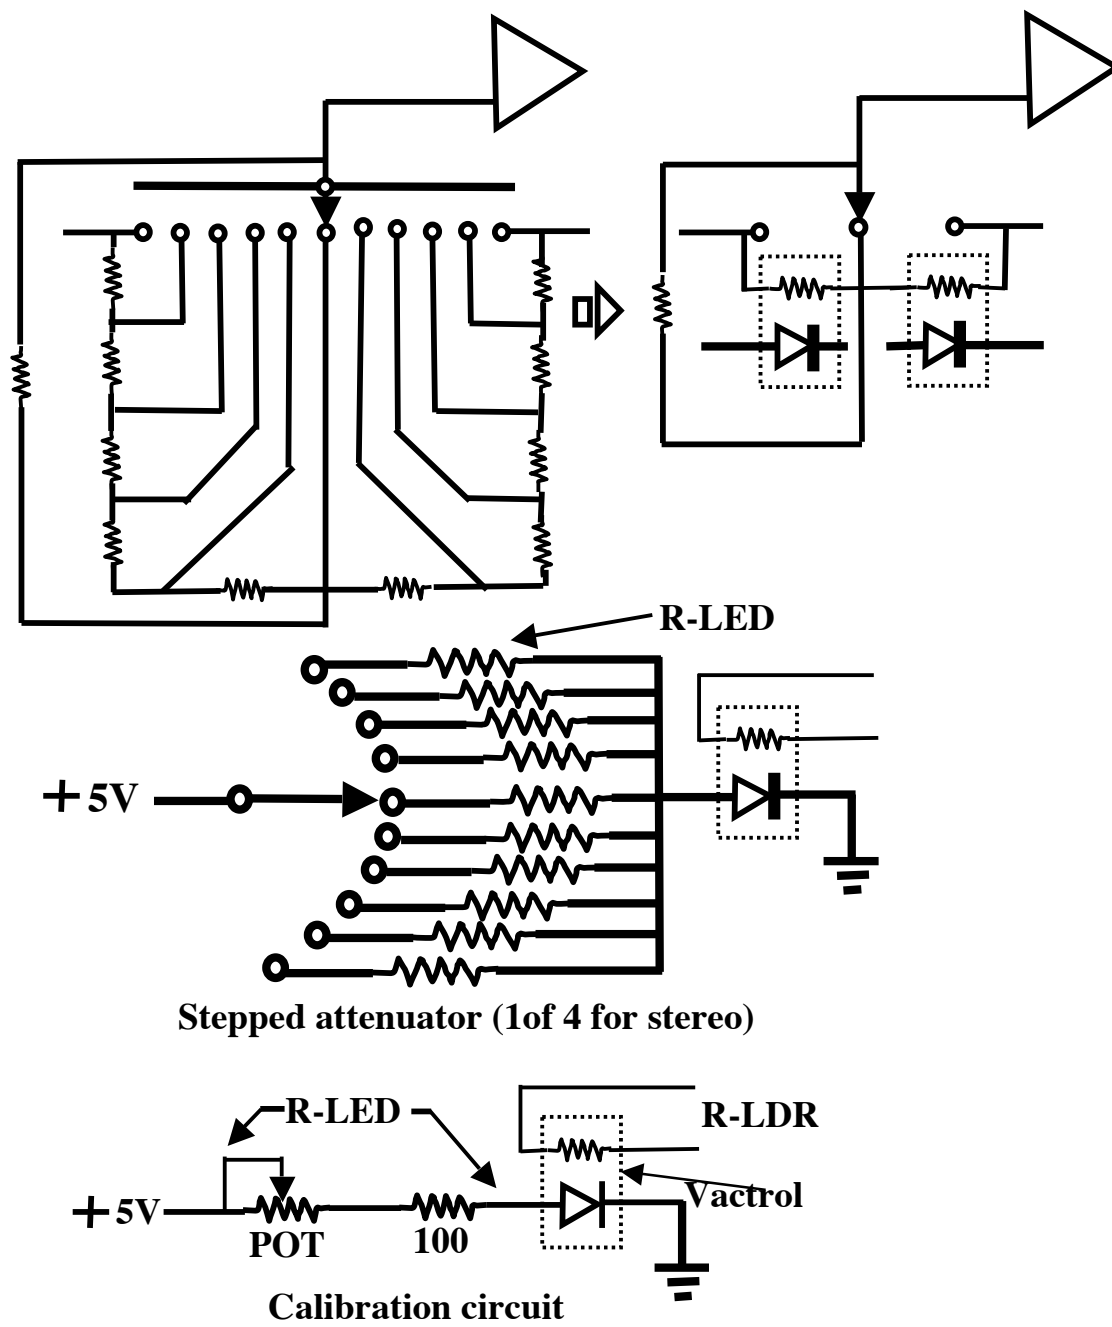 R-LED
+ 5V
Stepped attenuator (1of 4 for stereo)
R-LED
R-LDR
+ 5V
Vactrol
POT
100
Calibration circuit